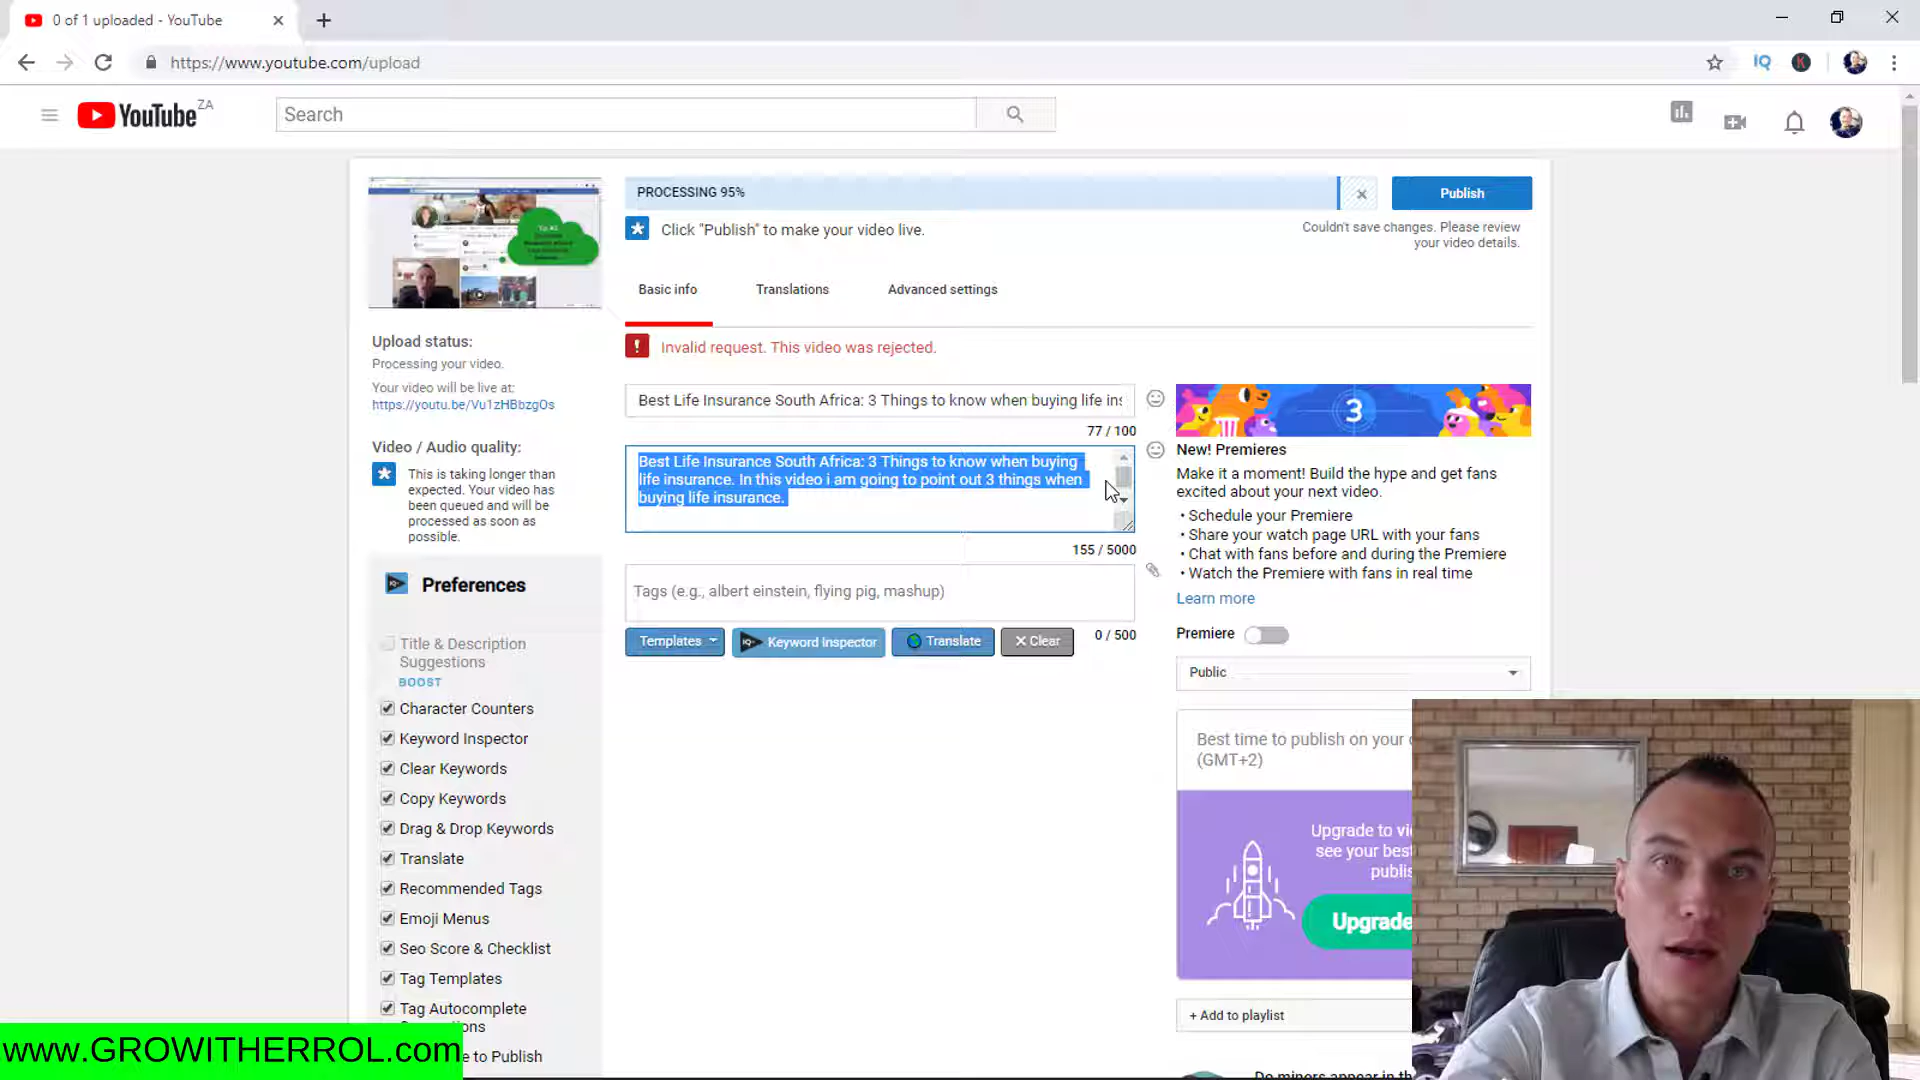 0 of 1 uploaded - YouTube
https://www.youtube.com/upload
IQ
K
YouTube ZA
Search
PROCESSING 95%
Publish
Click "Publish" to make your video live.
Couldn't save changes. Please review
your video details.
Basic info
Translations
Advanced settings
Invalid request. This video was rejected.
Upload status:
Processing your video.
Your video will be live at:
https://youtu.be/Vu1zHBbzgOs
Video / Audio quality:
This is taking longer than
expected. Your video has
been queued and will be
processed as soon as
possible.
Best Life Insurance South Africa: 3 Things to know when buying life ins
77 / 100
Best Life Insurance South Africa: 3 Things to know when buying
life insurance. In this video i am going to point out 3 things when
buying life insurance.
155 / 5000
Tags (e.g., albert einstein, flying pig, mashup)
Templates
Keyword Inspector
Translate
Clear
0 / 500
3
New! Premieres
Make it a moment! Build the hype and get fans
excited about your next video.
• Schedule your Premiere
• Share your watch page URL with your fans
• Chat with fans before and during the Premiere
• Watch the Premiere with fans in real time
Learn more
Premiere
Public
Best time to publish on your
(GMT+2)
Upgrade to
see your best
Upgrade
+ Add to playlist
Do minors appear in
Preferences
Title & Description
Suggestions
BOOST
Character Counters
Keyword Inspector
Clear Keywords
Copy Keywords
Drag & Drop Keywords
Translate
Recommended Tags
Emoji Menus
Seo Score & Checklist
Tag Templates
Tag Autocomplete
to Publish
www.GROWITHERROL.com